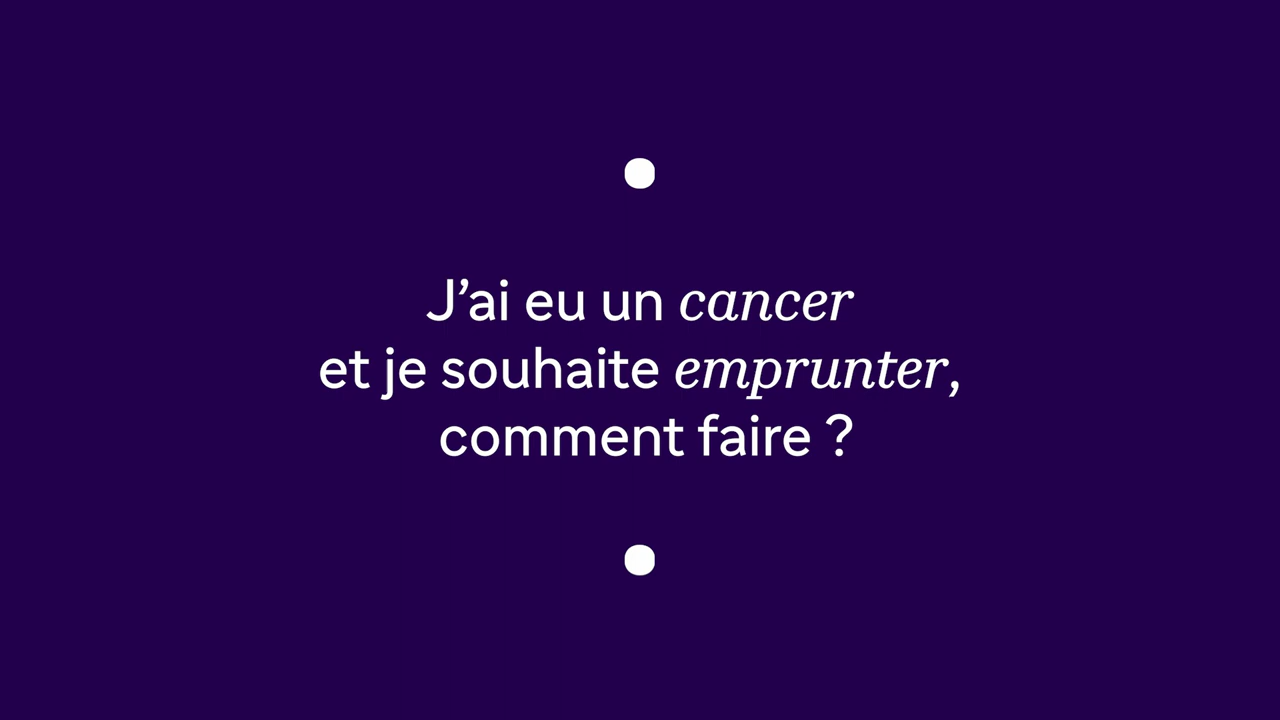 J’ai eu un cancer
et je souhaite emprunter,
comment faire ?